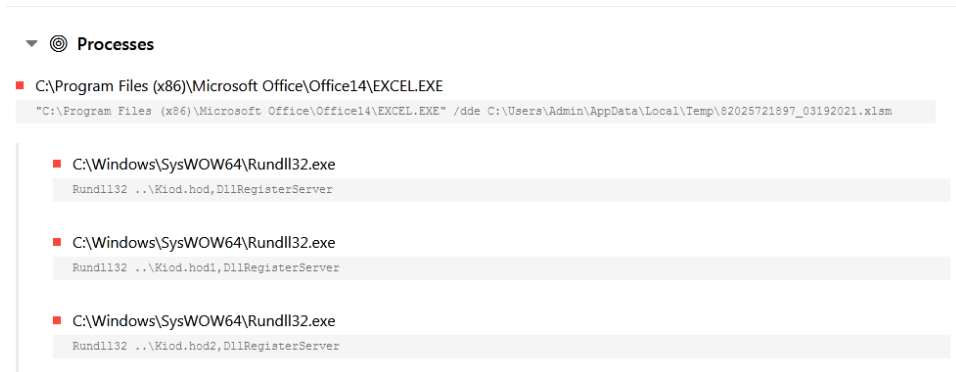 Processes
C:\Program Files (x86)\Microsoft Office\Office14\EXCEL.EXE
"C:\Program Files (x86)\Microsoft Office\Office14\EXCEL.EXE" /dde C:\Users\Admin\AppData\Local\Temp\82025721897_03192021.xlsm
C:\Windows\SysWOW64\Rundll32.exe
Rundll32 ..\Kiod.hod,DllRegisterServer
C:\Windows\SysWOW64\Rundll32.exe
Rundll32 ..\Kiod.hod1,DllRegisterServer
C:\Windows\SysWOW64\Rundll32.exe
Rundll32 ..\Kiod.hod2,DllRegisterServer